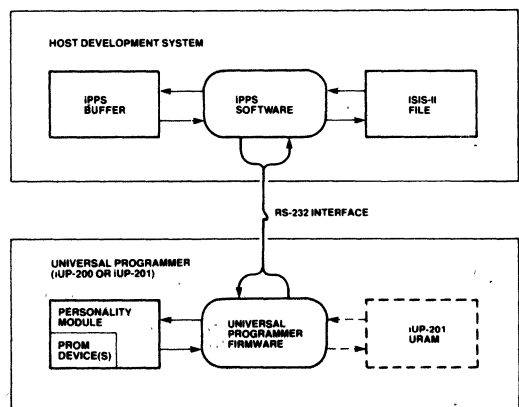 HOST DEVELOPMENT SYSTEM
iPPS
BUFFER
iPPS
SOFTWARE
ISIS-II
FILE
RS-232 INTERFACE
UNIVERSAL PROGRAMMER
(iUP-200 OR iUP-201)
PERSONALITY
MODULE
PROM
DEVICE(S)
UNIVERSAL
PROGRAMMER
FIRMWARE
iUP-201
URAM